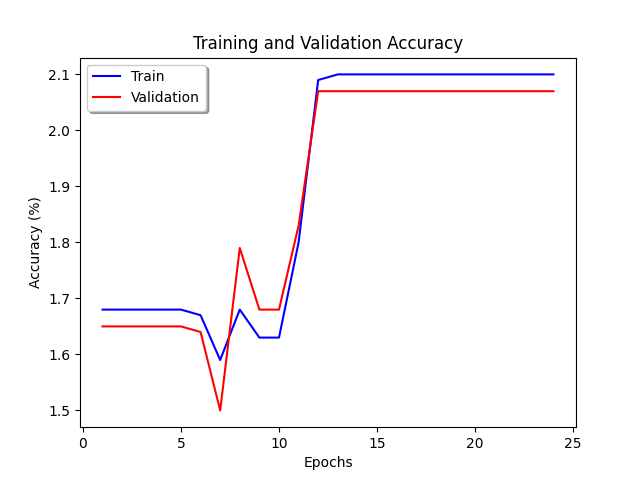 Training and Validation Accuracy
Train
Validation
Accuracy (%)
2.1
2.0
1.9
1.8
1.7
1.6
1.5
0 5 10 15 20 25
Epochs